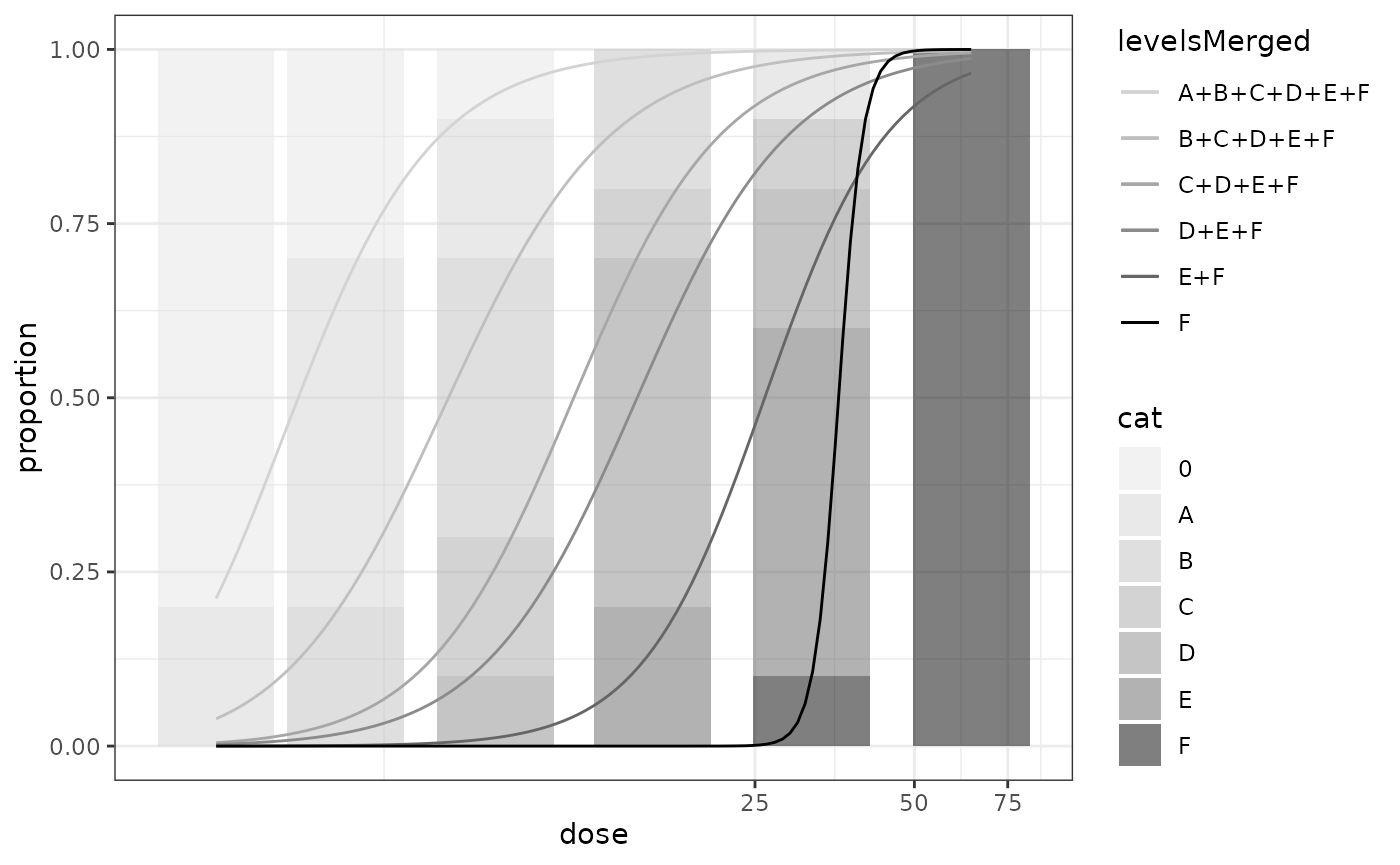 1.00
0.75
0.50
0.25
0.00
proportion
25
50
75
dose
levelsMerged
A+B+C+D+E+F
B+C+D+E+F
C+D+E+F
D+E+F
E+F
F
cat
0
A
B
C
D
E
F